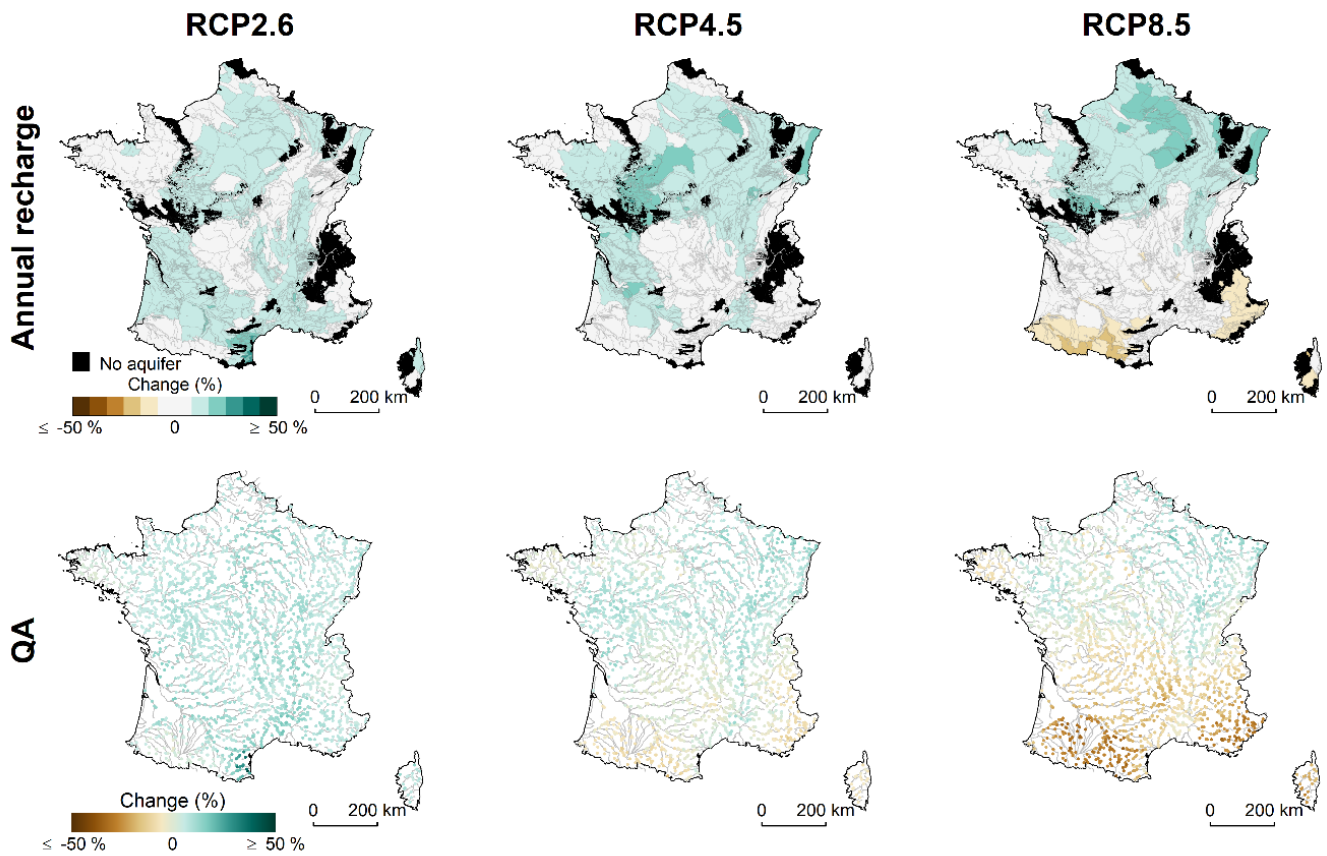 RCP2.6 RCP4.5 RCP8.5
Annual recharge
No aquifer
Change (%)
≤ -50 % 0 ≥ 50 %
0 200 km
0 200 km
0 200 km
QA
Change (%)
≤ -50 % 0 ≥ 50 %
0 200 km
0 200 km
0 200 km